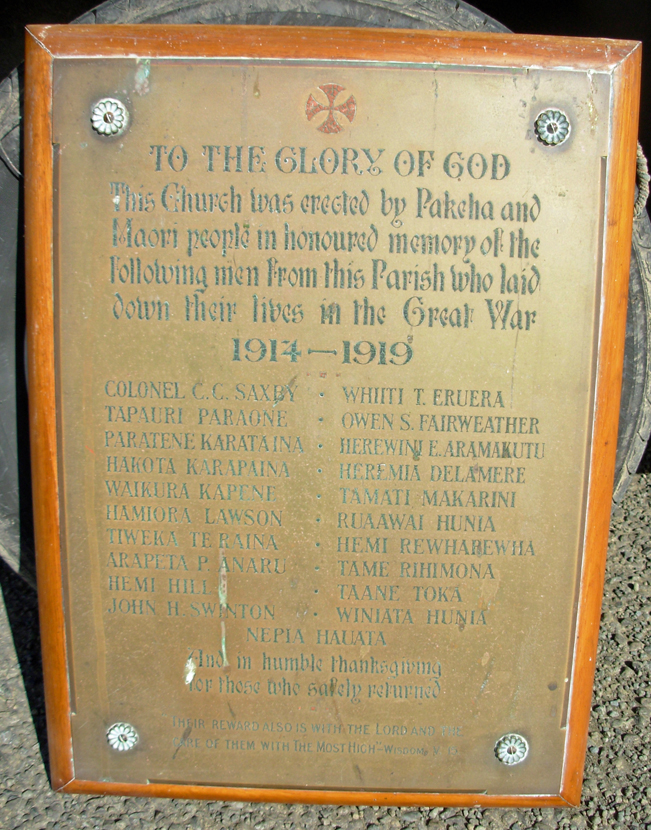 TO THE GLORY OF GOD
This Church was erected by Pakeha and
Maori people in honoured memory of the
following men from this Parish who laid
down their lives in the Great War
1914—1919
COLONEL C.C. SAXBY · WHIITI T. ERUERA
TAPAURI PARAONE · OWEN S. FAIRWEATHER
PARATENE KARATAINA · HEREWINI E. ARAMAKUTU
HAKOTA KARAPAINA · HEREMIA DELAMERE
WAIKURA KAPENE · TAMATI MAKARINI
HAMIORA LAWSON · RUAAWAI HUNIA
TIWEKA TE RAINA · HEMI REWHAREWHA
ARAPETA P. ANARU · TAME RIHIMONA
HEMI HILL · TAANE TOKA
JOHN H. SWINTON · WINIATA HUNIA
NEPIA HAUATA
And in humble thanksgiving
for those who safely returned
THEIR REWARD ALSO IS WITH THE LORD AND THE
CARE OF THEM WITH THE MOST HIGH—WISDOM